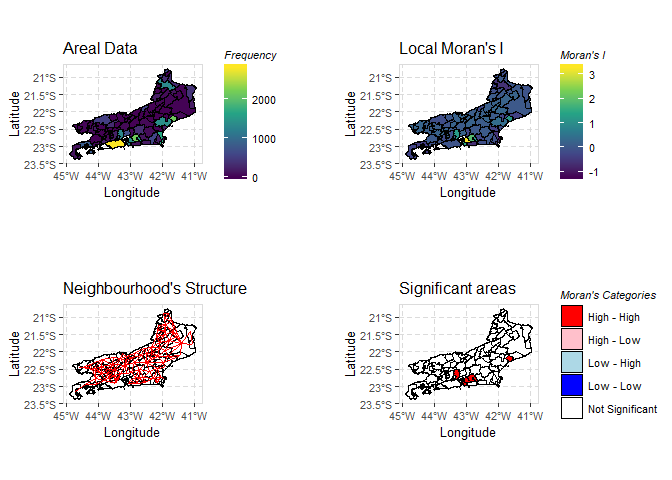 Areal Data
Frequency
21°S
21.5°S
22°S
22.5°S
23°S
23.5°S
Latitude
45°W 44°W 43°W 42°W 41°W
Longitude
2000
1000
0
Local Moran's I
Moran's I
21°S
21.5°S
22°S
22.5°S
23°S
23.5°S
Latitude
45°W 44°W 43°W 42°W 41°W
Longitude
3
2
1
0
-1
Neighbourhood's Structure
21°S
21.5°S
22°S
22.5°S
23°S
23.5°S
Latitude
45°W 44°W 43°W 42°W 41°W
Longitude
Significant areas
21°S
21.5°S
22°S
22.5°S
23°S
23.5°S
Latitude
45°W 44°W 43°W 42°W 41°W
Longitude
Moran's Categories
High - High
High - Low
Low - High
Low - Low
Not Significant